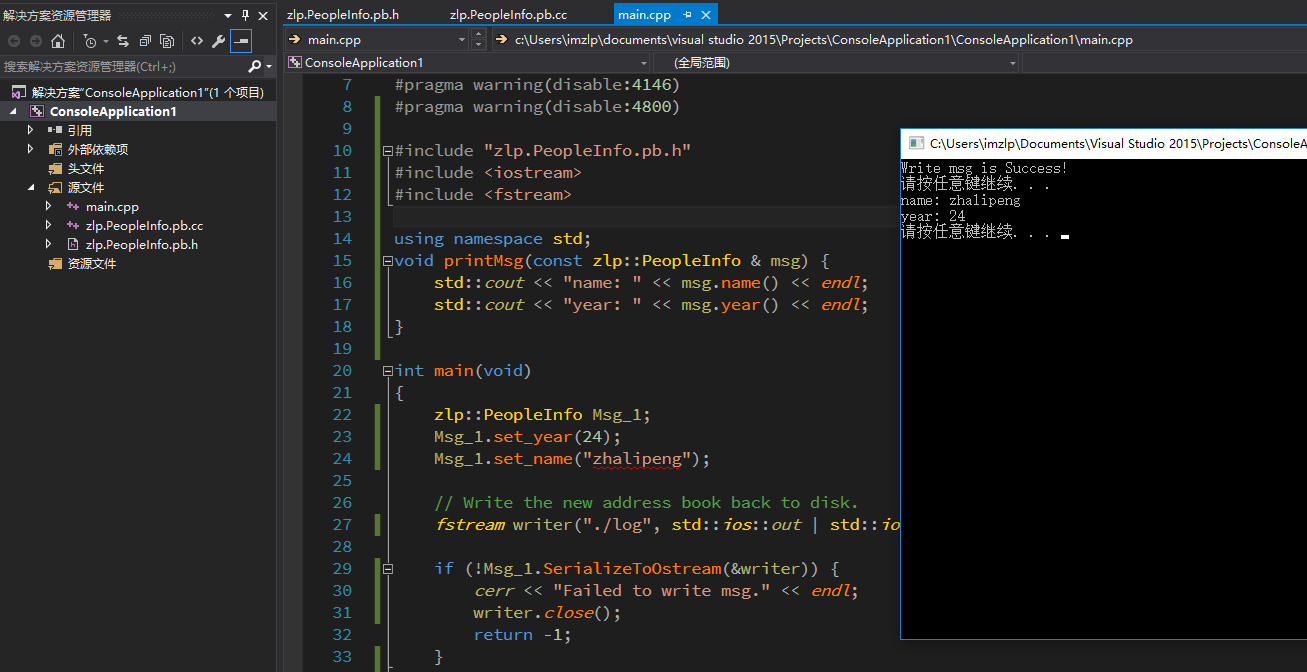 解决方案资源管理器
搜索解决方案资源管理器(Ctrl+;)
解决方案"ConsoleApplication1"(1 个项目)
ConsoleApplication1
引用
外部依赖项
头文件
源文件
main.cpp
zlp.PeopleInfo.pb.cc
zlp.PeopleInfo.pb.h
资源文件
zlp.PeopleInfo.pb.h zlp.PeopleInfo.pb.cc main.cpp
main.cpp c:\Users\imzlp\documents\visual studio 2015\Projects\ConsoleApplication1\ConsoleApplication1\main.cpp
ConsoleApplication1 (全局范围)
7 #pragma warning(disable:4146)
8 #pragma warning(disable:4800)
9
10 #include "zlp.PeopleInfo.pb.h"
11 #include <iostream>
12 #include <fstream>
13
14 using namespace std;
15 void printMsg(const zlp::PeopleInfo & msg) {
16 std::cout << "name: " << msg.name() << endl;
17 std::cout << "year: " << msg.year() << endl;
18 }
19
20 int main(void)
21 {
22 zlp::PeopleInfo Msg_1;
23 Msg_1.set_year(24);
24 Msg_1.set_name("zhalipeng");
25
26 // Write the new address book back to disk.
27 fstream writer("./log", std::ios::out | std::io
28
29 if (!Msg_1.SerializeToOstream(&writer)) {
30 cerr << "Failed to write msg." << endl;
31 writer.close();
32 return -1;
33 }
C:\Users\imzlp\Documents\Visual Studio 2015\Projects\ConsoleA
Write msg is Success!
请按任意键继续. . .
name: zhalipeng
year: 24
请按任意键继续. . .